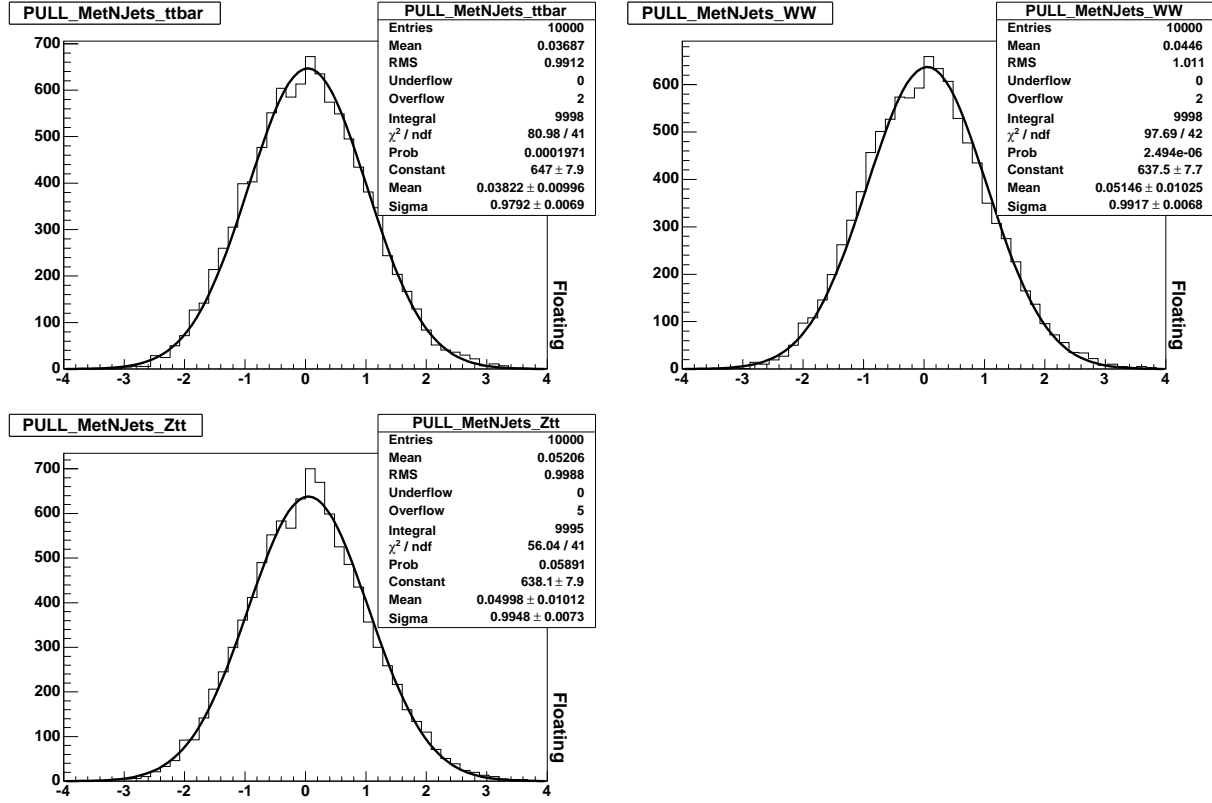 PULL_MetNJets_ttbar
PULL_MetNJets_ttbar
Entries 10000
Mean 0.03687
RMS 0.9912
Underflow 0
Overflow 2
Integral 9998
χ² / ndf 80.98 / 41
Prob 0.0001971
Constant 647 ± 7.9
Mean 0.03822 ± 0.00996
Sigma 0.9792 ± 0.0069
700
600
500
400
300
200
100
0
-4 -3 -2 -1 0 1 2 3 4
Floating
PULL_MetNJets_WW
PULL_MetNJets_WW
Entries 10000
Mean 0.0446
RMS 1.011
Underflow 0
Overflow 2
Integral 9998
χ² / ndf 97.69 / 42
Prob 2.494e-06
Constant 637.5 ± 7.7
Mean 0.05146 ± 0.01025
Sigma 0.9917 ± 0.0068
600
500
400
300
200
100
0
-4 -3 -2 -1 0 1 2 3 4
Floating
PULL_MetNJets_Ztt
PULL_MetNJets_Ztt
Entries 10000
Mean 0.05206
RMS 0.9988
Underflow 0
Overflow 5
Integral 9995
χ² / ndf 56.04 / 41
Prob 0.05891
Constant 638.1 ± 7.9
Mean 0.04998 ± 0.01012
Sigma 0.9948 ± 0.0073
700
600
500
400
300
200
100
0
-4 -3 -2 -1 0 1 2 3 4
Floating